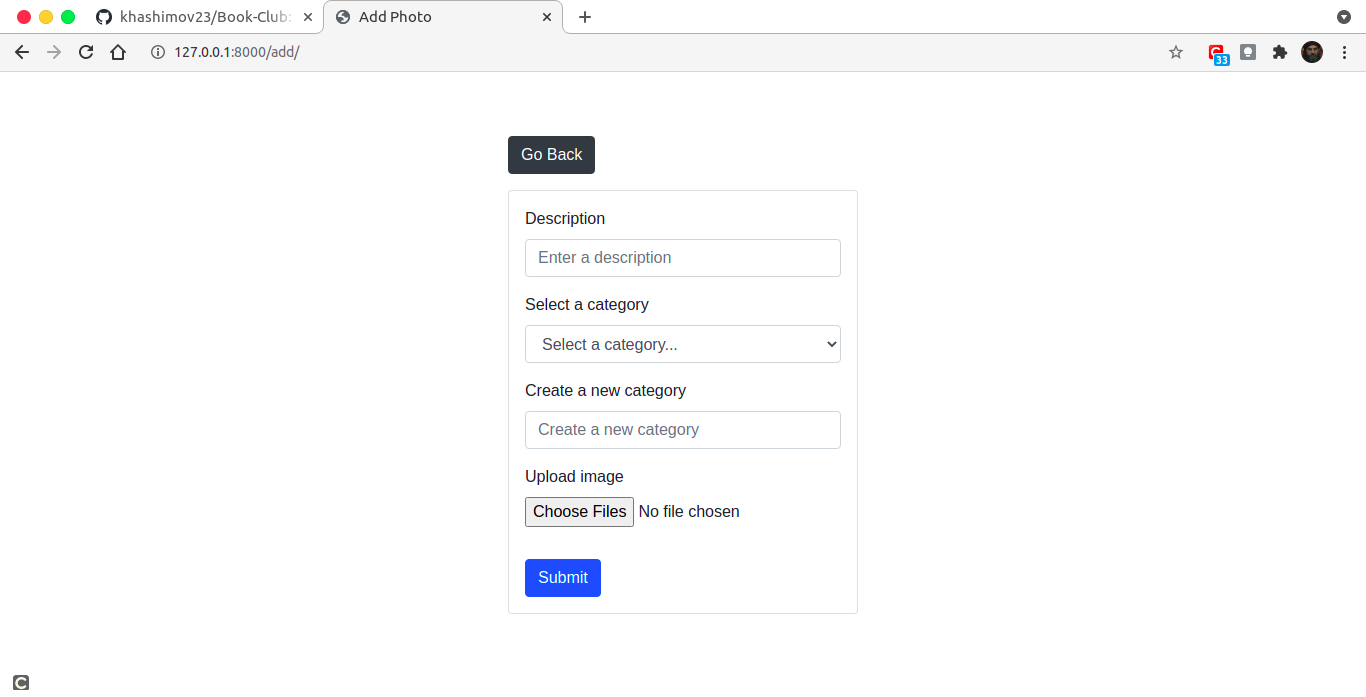 khashimov23/Book-Club:
Add Photo
127.0.0.1:8000/add/
33
Go Back
Description
Enter a description
Select a category
Select a category...
Create a new category
Create a new category
Upload image
Choose Files No file chosen
Submit